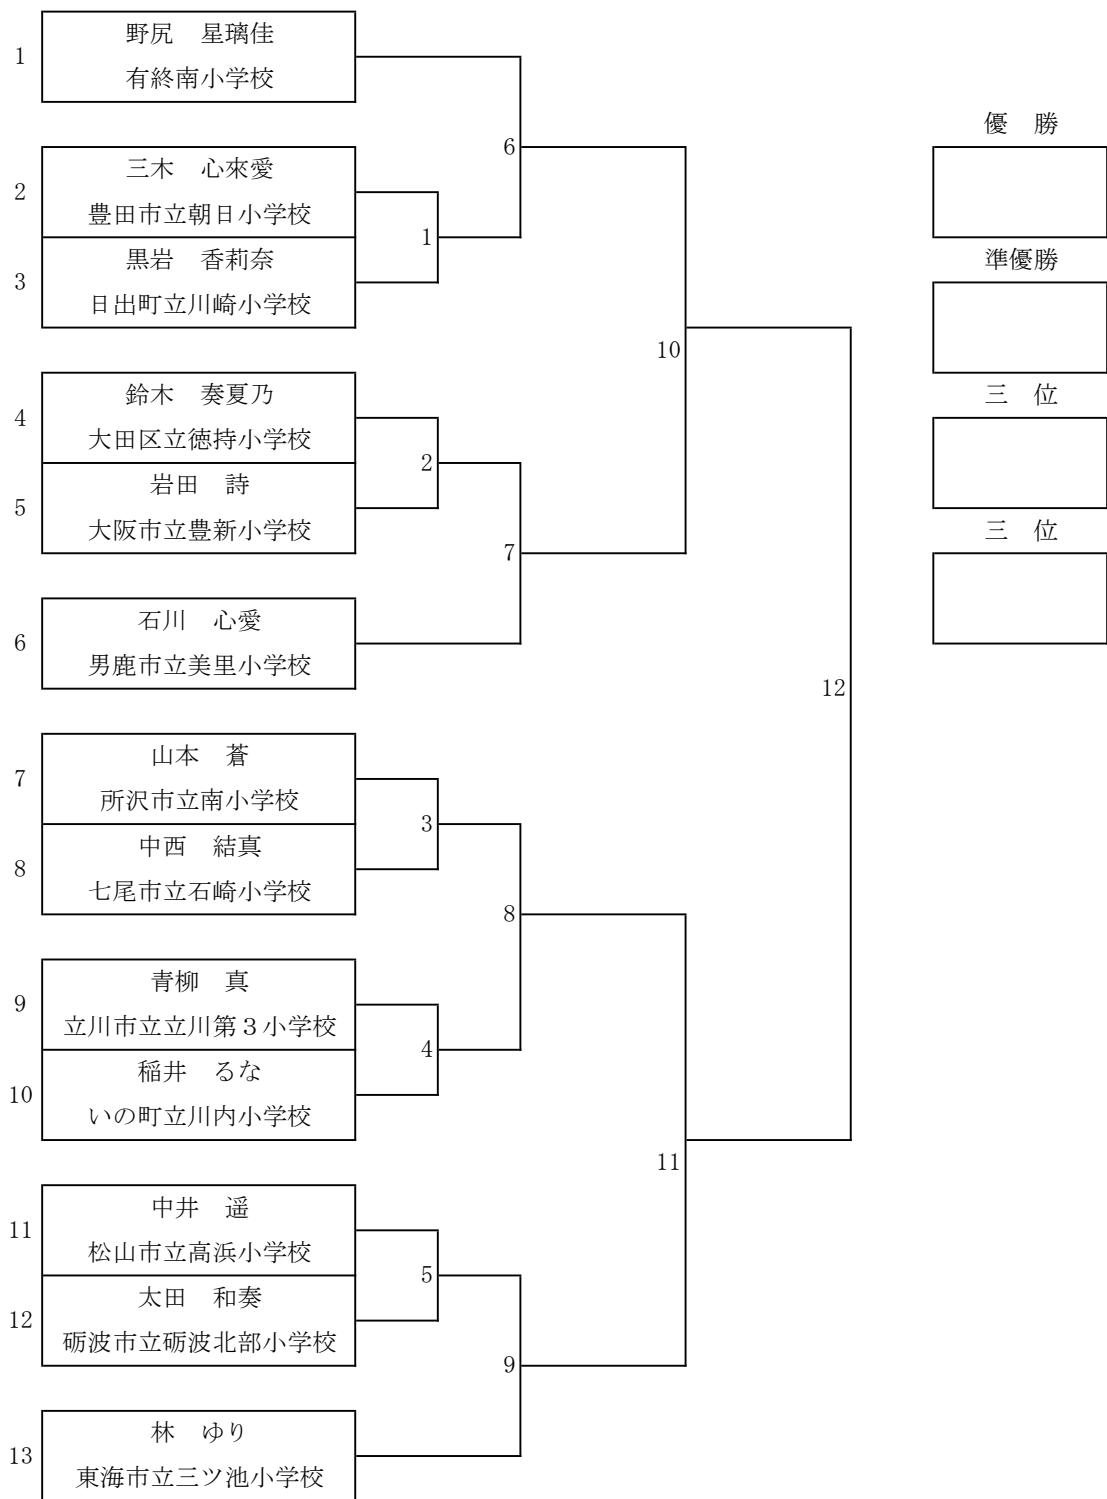 1
野尻　星璃佳
有終南小学校
2
三木　心來愛
豊田市立朝日小学校
3
黒岩　香莉奈
日出町立川崎小学校
4
鈴木　奏夏乃
大田区立徳持小学校
5
岩田　詩
大阪市立豊新小学校
6
石川　心愛
男鹿市立美里小学校
7
山本　蒼
所沢市立南小学校
8
中西　結真
七尾市立石崎小学校
9
青柳　真
立川市立立川第３小学校
10
稲井　るな
いの町立川内小学校
11
中井　遥
松山市立高浜小学校
12
太田　和奏
砺波市立砺波北部小学校
13
林　ゆり
東海市立三ツ池小学校
1
2
3
4
5
6
7
8
9
10
11
12
優　勝
準優勝
三　位
三　位